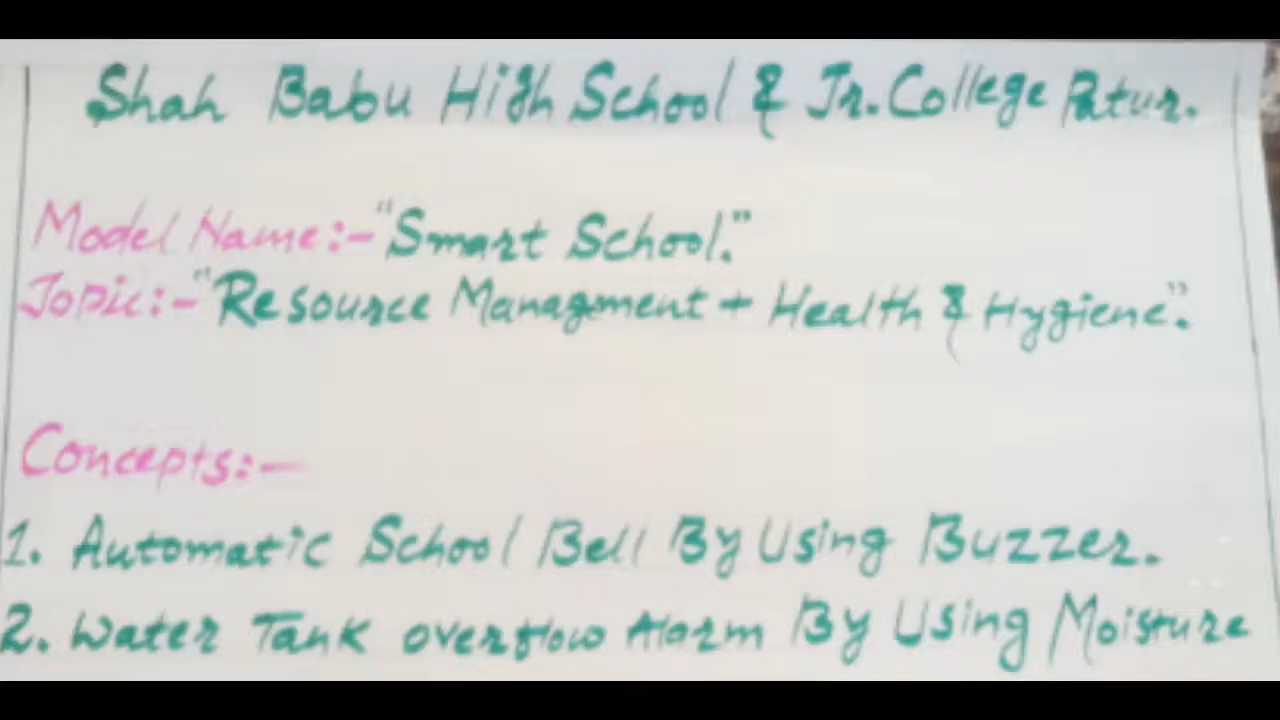 Shah Babu High School & Jr. College Patur.
Model Name:- "Smart School."
Topic:- "Resource Managment + Health & Hygiene".
Concepts:-
1. Automatic School Bell By Using Buzzer.
2. Water Tank overflow Alarm By Using Moisture